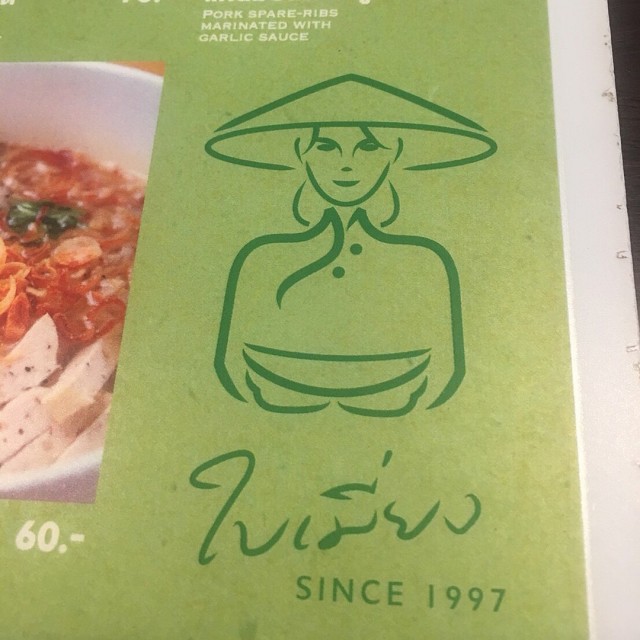 PORK SPARE-RIBS
MARINATED WITH
GARLIC SAUCE
60.-
ใบเมี่ยง
SINCE 1997